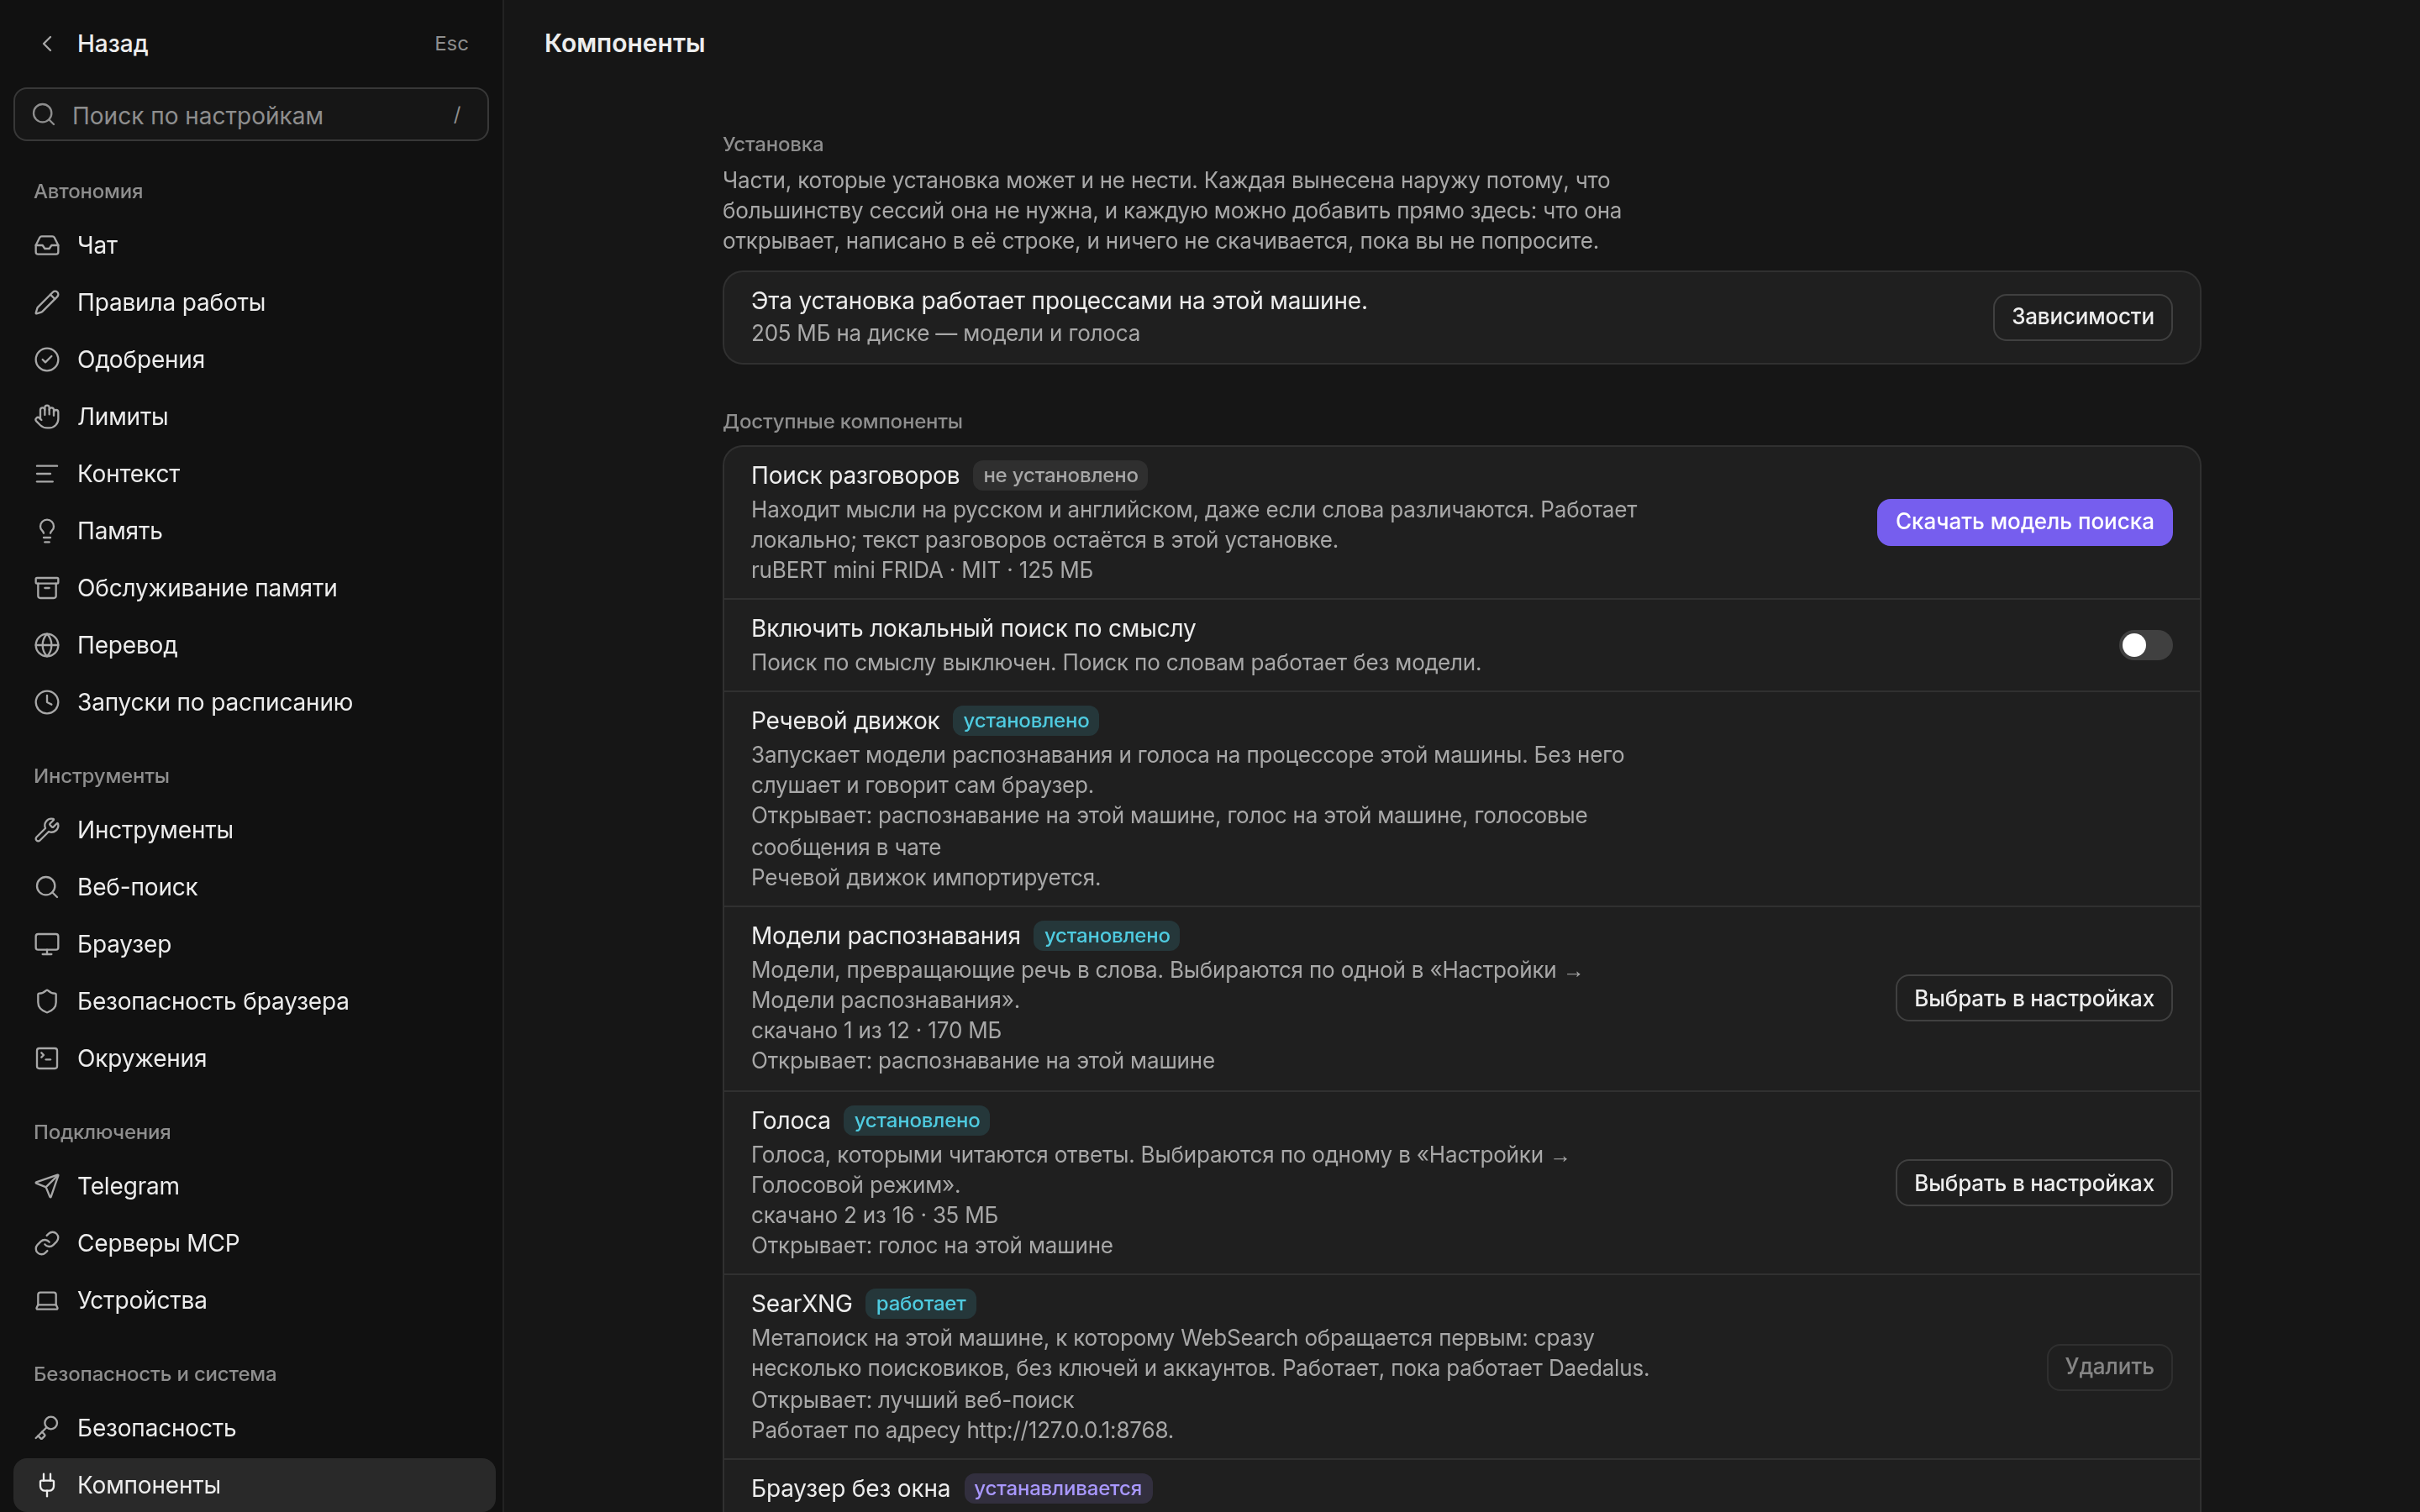 Назад
Esc
Поиск по настройкам
/
Автономия
Чат
Правила работы
Одобрения
Лимиты
Контекст
Память
Обслуживание памяти
Перевод
Запуски по расписанию
Инструменты
Инструменты
Веб-поиск
Браузер
Безопасность браузера
Окружения
Подключения
Telegram
Серверы MCP
Устройства
Безопасность и система
Безопасность
Компоненты
Компоненты
Установка
Части, которые установка может и не нести. Каждая вынесена наружу потому, что
большинству сессий она не нужна, и каждую можно добавить прямо здесь: что она
открывает, написано в её строке, и ничего не скачивается, пока вы не попросите.
Эта установка работает процессами на этой машине.
205 МБ на диске — модели и голоса
Зависимости
Доступные компоненты
Поиск разговоров
не установлено
Находит мысли на русском и английском, даже если слова различаются. Работает
локально; текст разговоров остаётся в этой установке.
ruBERT mini FRIDA · MIT · 125 МБ
Скачать модель поиска
Включить локальный поиск по смыслу
Поиск по смыслу выключен. Поиск по словам работает без модели.
Речевой движок
установлено
Запускает модели распознавания и голоса на процессоре этой машины. Без него
слушает и говорит сам браузер.
Открывает: распознавание на этой машине, голос на этой машине, голосовые
сообщения в чате
Речевой движок импортируется.
Модели распознавания
установлено
Модели, превращающие речь в слова. Выбираются по одной в «Настройки →
Модели распознавания».
скачано 1 из 12 · 170 МБ
Открывает: распознавание на этой машине
Выбрать в настройках
Голоса
установлено
Голоса, которыми читаются ответы. Выбираются по одному в «Настройки →
Голосовой режим».
скачано 2 из 16 · 35 МБ
Открывает: голос на этой машине
Выбрать в настройках
SearXNG
работает
Метапоиск на этой машине, к которому WebSearch обращается первым: сразу
несколько поисковиков, без ключей и аккаунтов. Работает, пока работает Daedalus.
Открывает: лучший веб-поиск
Работает по адресу http://127.0.0.1:8768.
Удалить
Браузер без окна
устанавливается